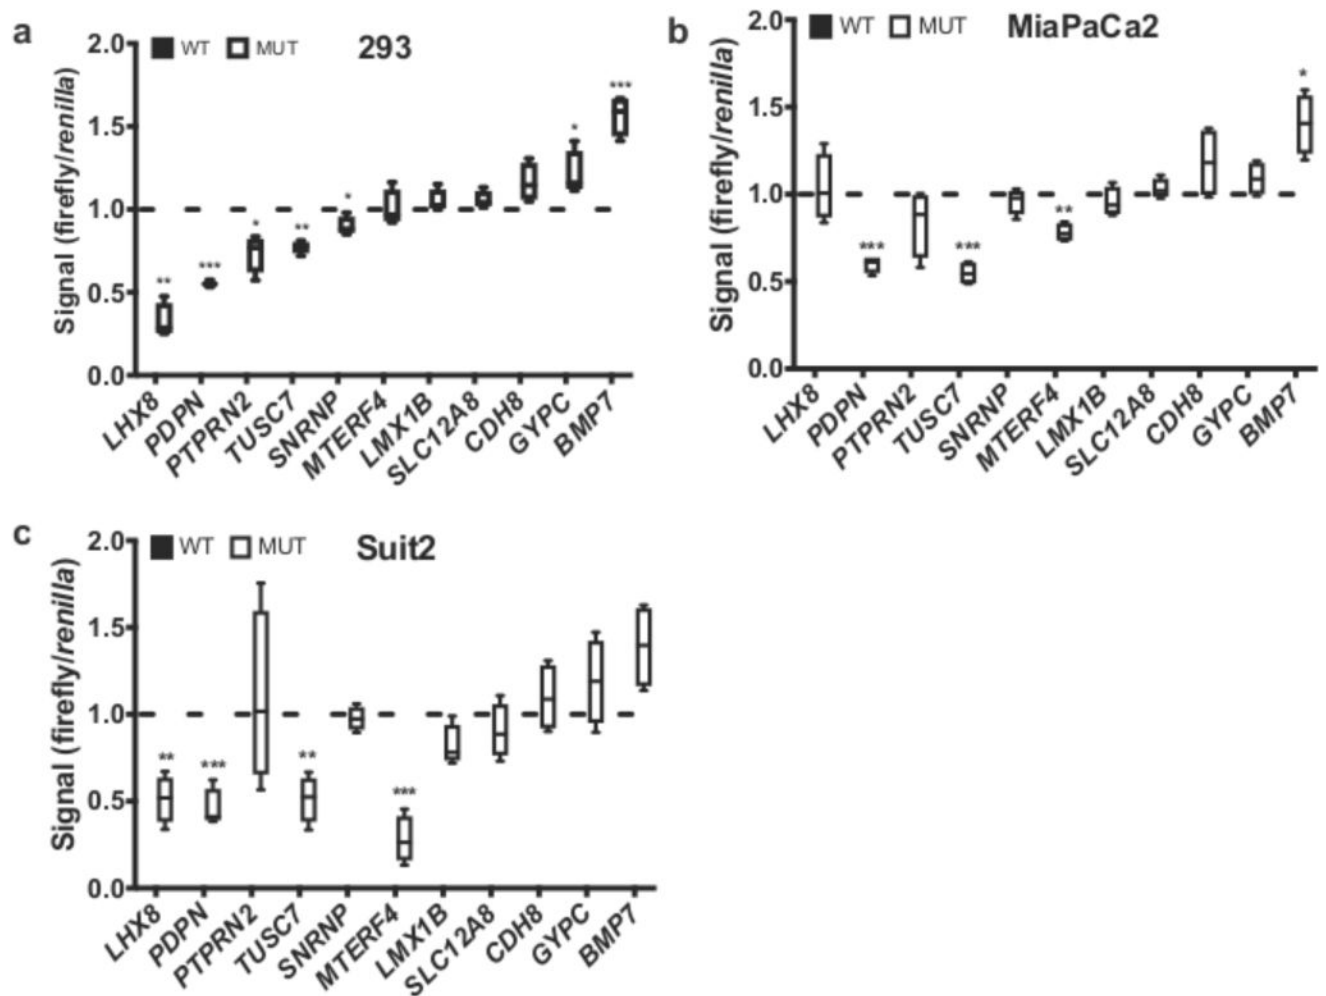 a
WT MUT 293
Signal (firefly/renilla)
2.0
1.5
1.0
0.5
0.0
** *** * ** * * ***
LHX8 PDPN PTPRN2 TUSC7 SNRNP MTERF4 LMX1B SLC12A8 CDH8 GYPC BMP7
b
WT MUT MiaPaCa2
Signal (firefly/renilla)
2.0
1.5
1.0
0.5
0.0
*** *** ** *
LHX8 PDPN PTPRN2 TUSC7 SNRNP MTERF4 LMX1B SLC12A8 CDH8 GYPC BMP7
c
WT MUT Suit2
Signal (firefly/renilla)
2.0
1.5
1.0
0.5
0.0
** *** ** ***
LHX8 PDPN PTPRN2 TUSC7 SNRNP MTERF4 LMX1B SLC12A8 CDH8 GYPC BMP7